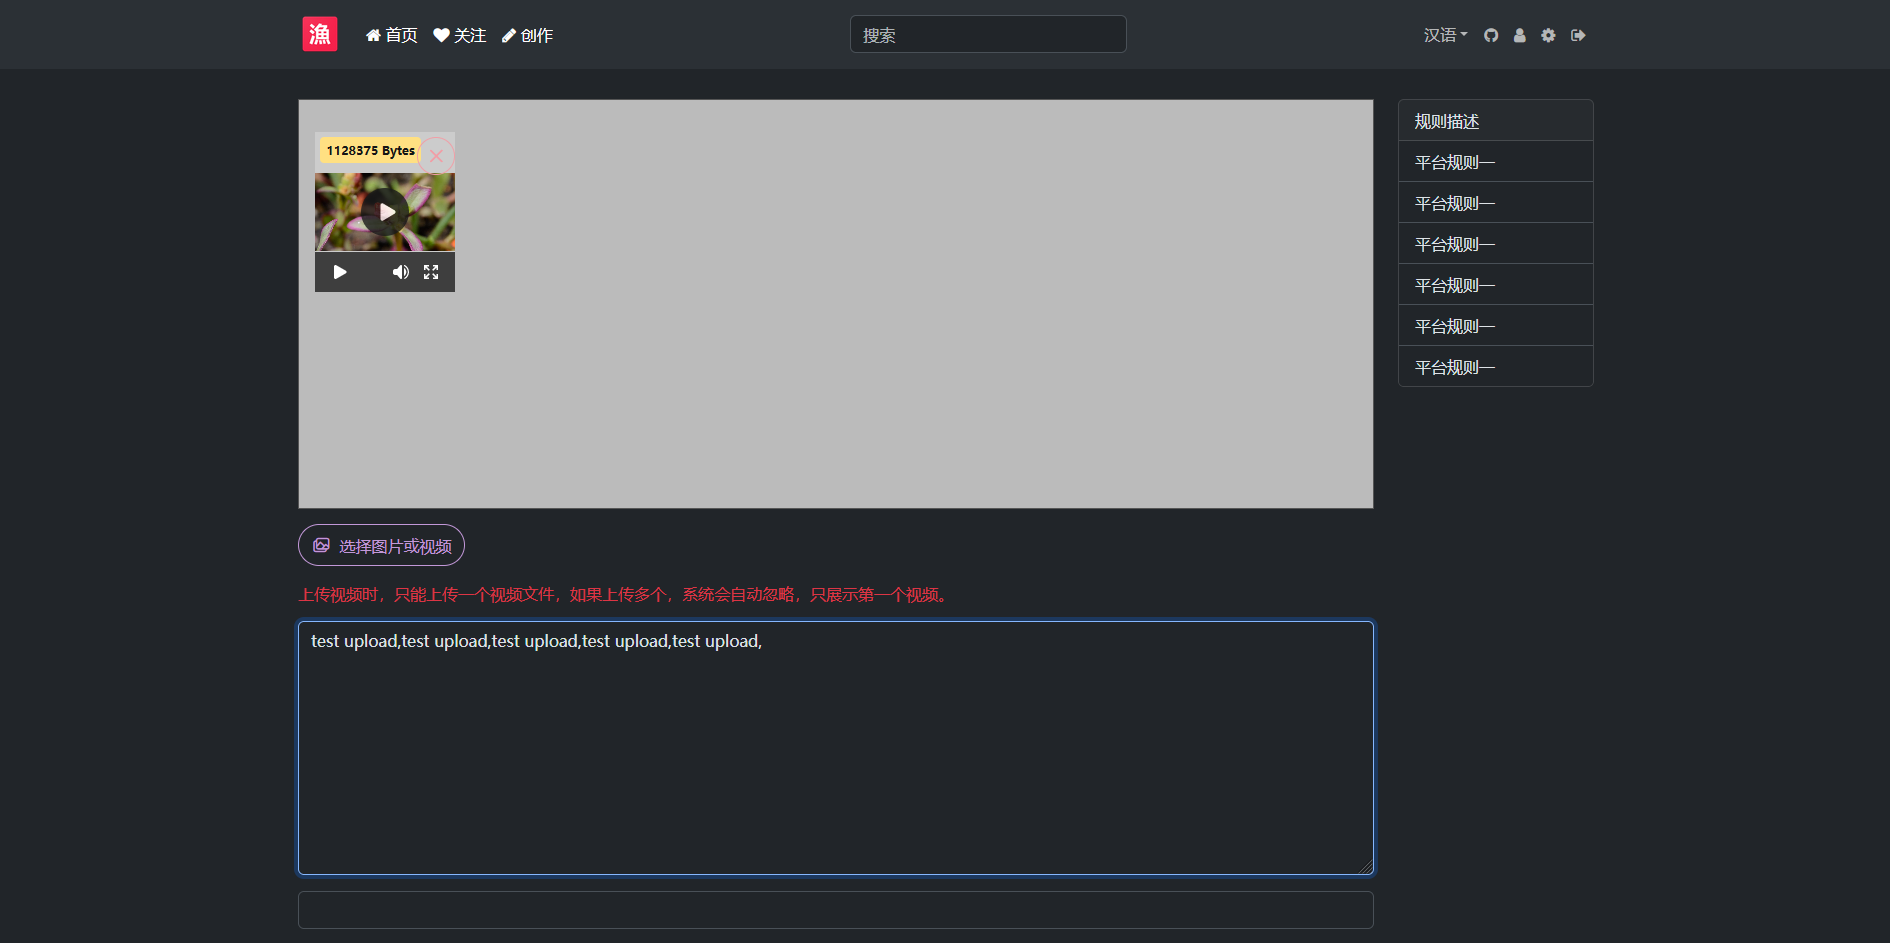 漁 首页 关注 创作 搜索 汉语
1128375 Bytes
选择图片或视频
上传视频时，只能上传一个视频文件，如果上传多个，系统会自动忽略，只展示第一个视频。
test upload,test upload,test upload,test upload,test upload,
规则描述
平台规则一
平台规则一
平台规则一
平台规则一
平台规则一
平台规则一